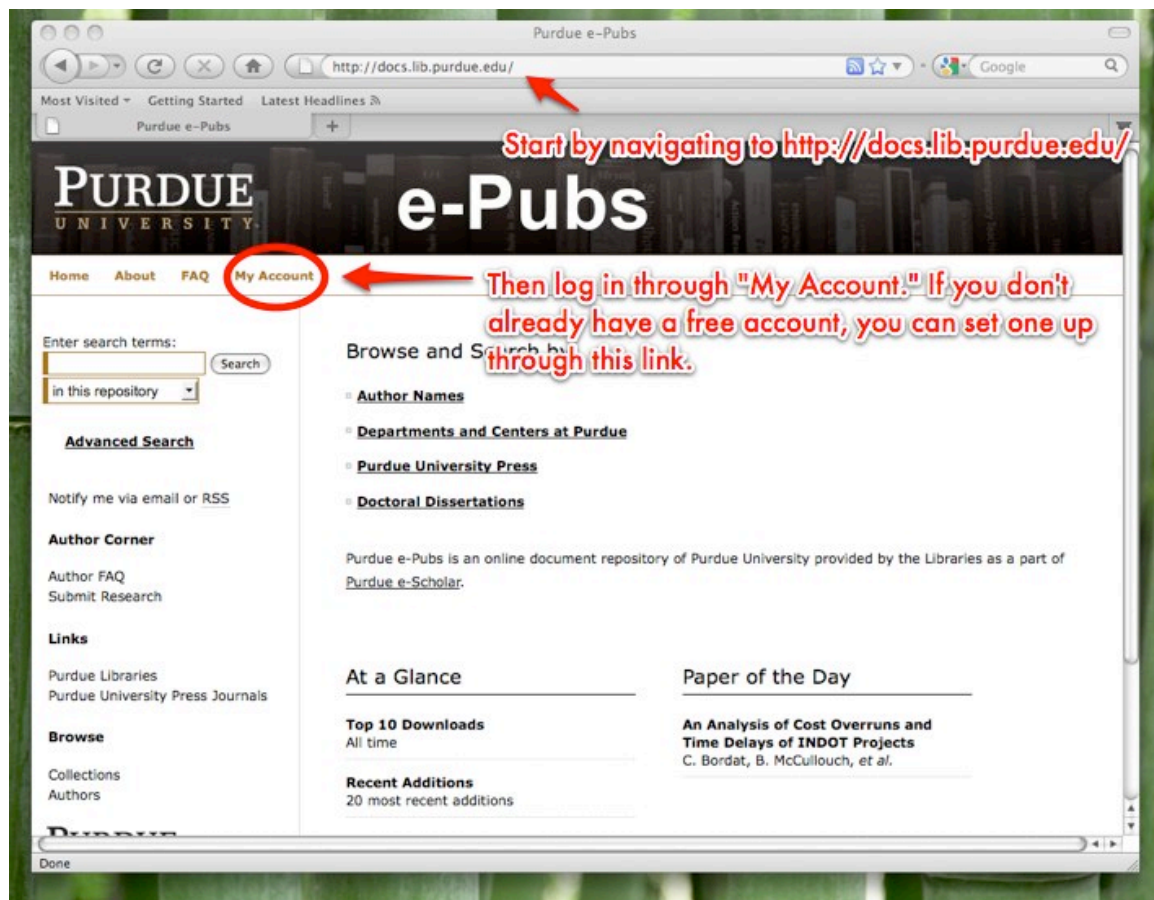 Purdue e-Pubs
http://docs.lib.purdue.edu/
Google
Most Visited Getting Started Latest Headlines
Purdue e-Pubs +
Start by navigating to http://docs.lib.purdue.edu/
PURDUE
UNIVERSITY
e-Pubs
Home About FAQ My Account
Then log in through "My Account." If you don't
already have a free account, you can set one up
through this link.
Enter search terms:
Search
in this repository
Advanced Search
Notify me via email or RSS
Author Corner
Author FAQ
Submit Research
Links
Purdue Libraries
Purdue University Press Journals
Browse
Collections
Authors
PURDUE
Browse and Search by
Author Names
Departments and Centers at Purdue
Purdue University Press
Doctoral Dissertations
Purdue e-Pubs is an online document repository of Purdue University provided by the Libraries as a part of
Purdue e-Scholar.
At a Glance
Top 10 Downloads
All time
Recent Additions
20 most recent additions
Paper of the Day
An Analysis of Cost Overruns and
Time Delays of INDOT Projects
C. Bordat, B. McCullouch, et al.
Done